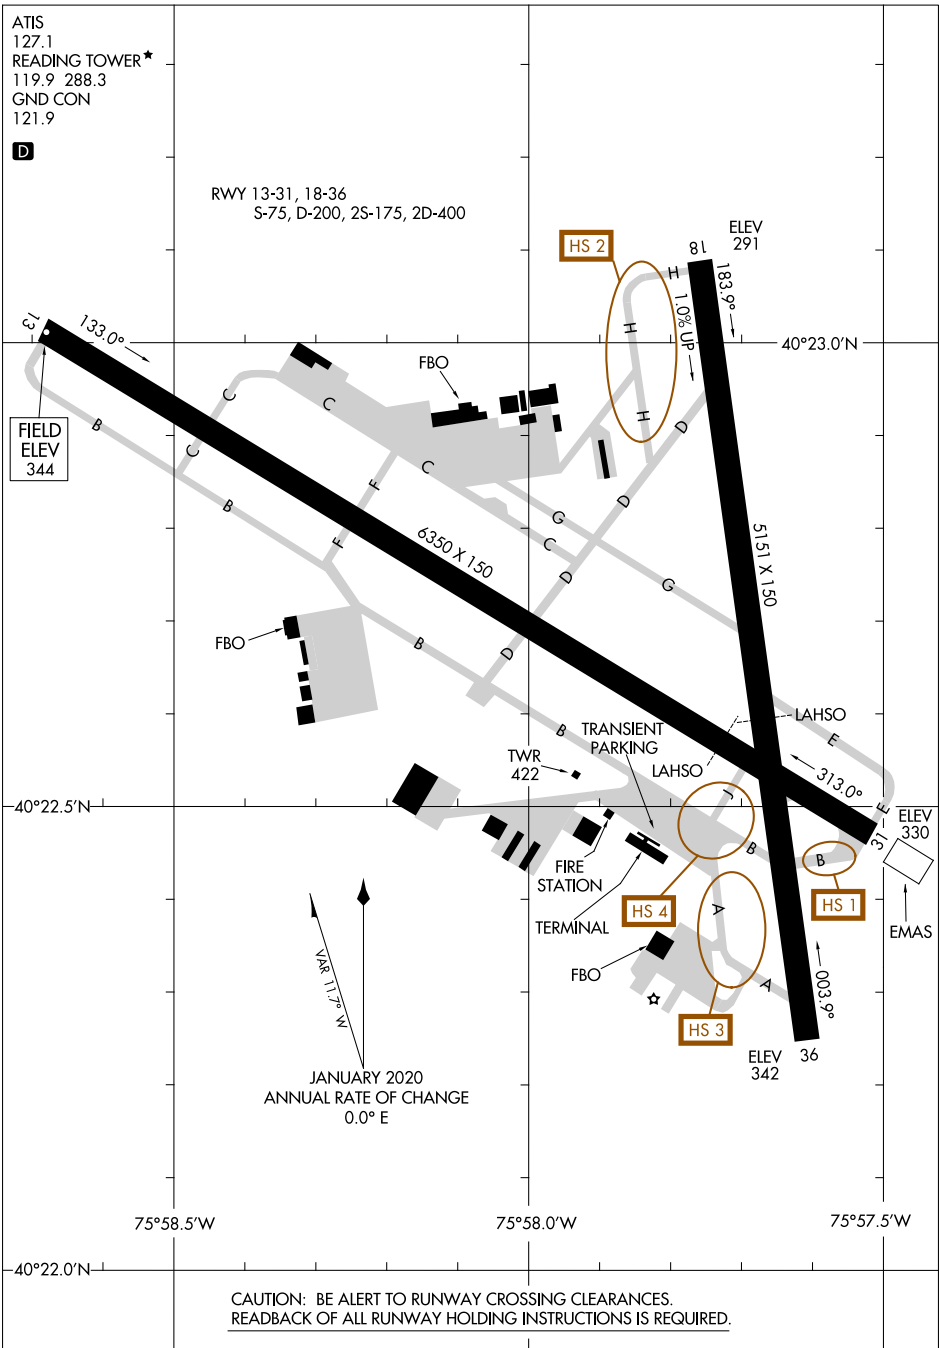 ATIS
127.1
READING TOWER★
119.9 288.3
GND CON
121.9
D
RWY 13-31, 18-36
S-75, D-200, 2S-175, 2D-400
HS 2
18
ELEV
291
183.9°
1.0% UP
H
H
H
13
133.0°
40°23.0'N
FIELD
ELEV
344
FBO
C
C
C
B
C
B
F
F
C
G
C
D
D
D
D
G
6350 X 150
5151 X 150
FBO
B
B
TRANSIENT
PARKING
TWR
422
LAHSO
LAHSO
E
E
313.0°
31
40°22.5'N
ELEV
330
J
B
B
FIRE
STATION
TERMINAL
HS 4
HS 1
EMAS
A
A
FBO
HS 3
003.9°
36
ELEV
342
VAR 11.7° W
JANUARY 2020
ANNUAL RATE OF CHANGE
0.0° E
75°58.5'W
75°58.0'W
75°57.5'W
40°22.0'N
CAUTION: BE ALERT TO RUNWAY CROSSING CLEARANCES.
READBACK OF ALL RUNWAY HOLDING INSTRUCTIONS IS REQUIRED.